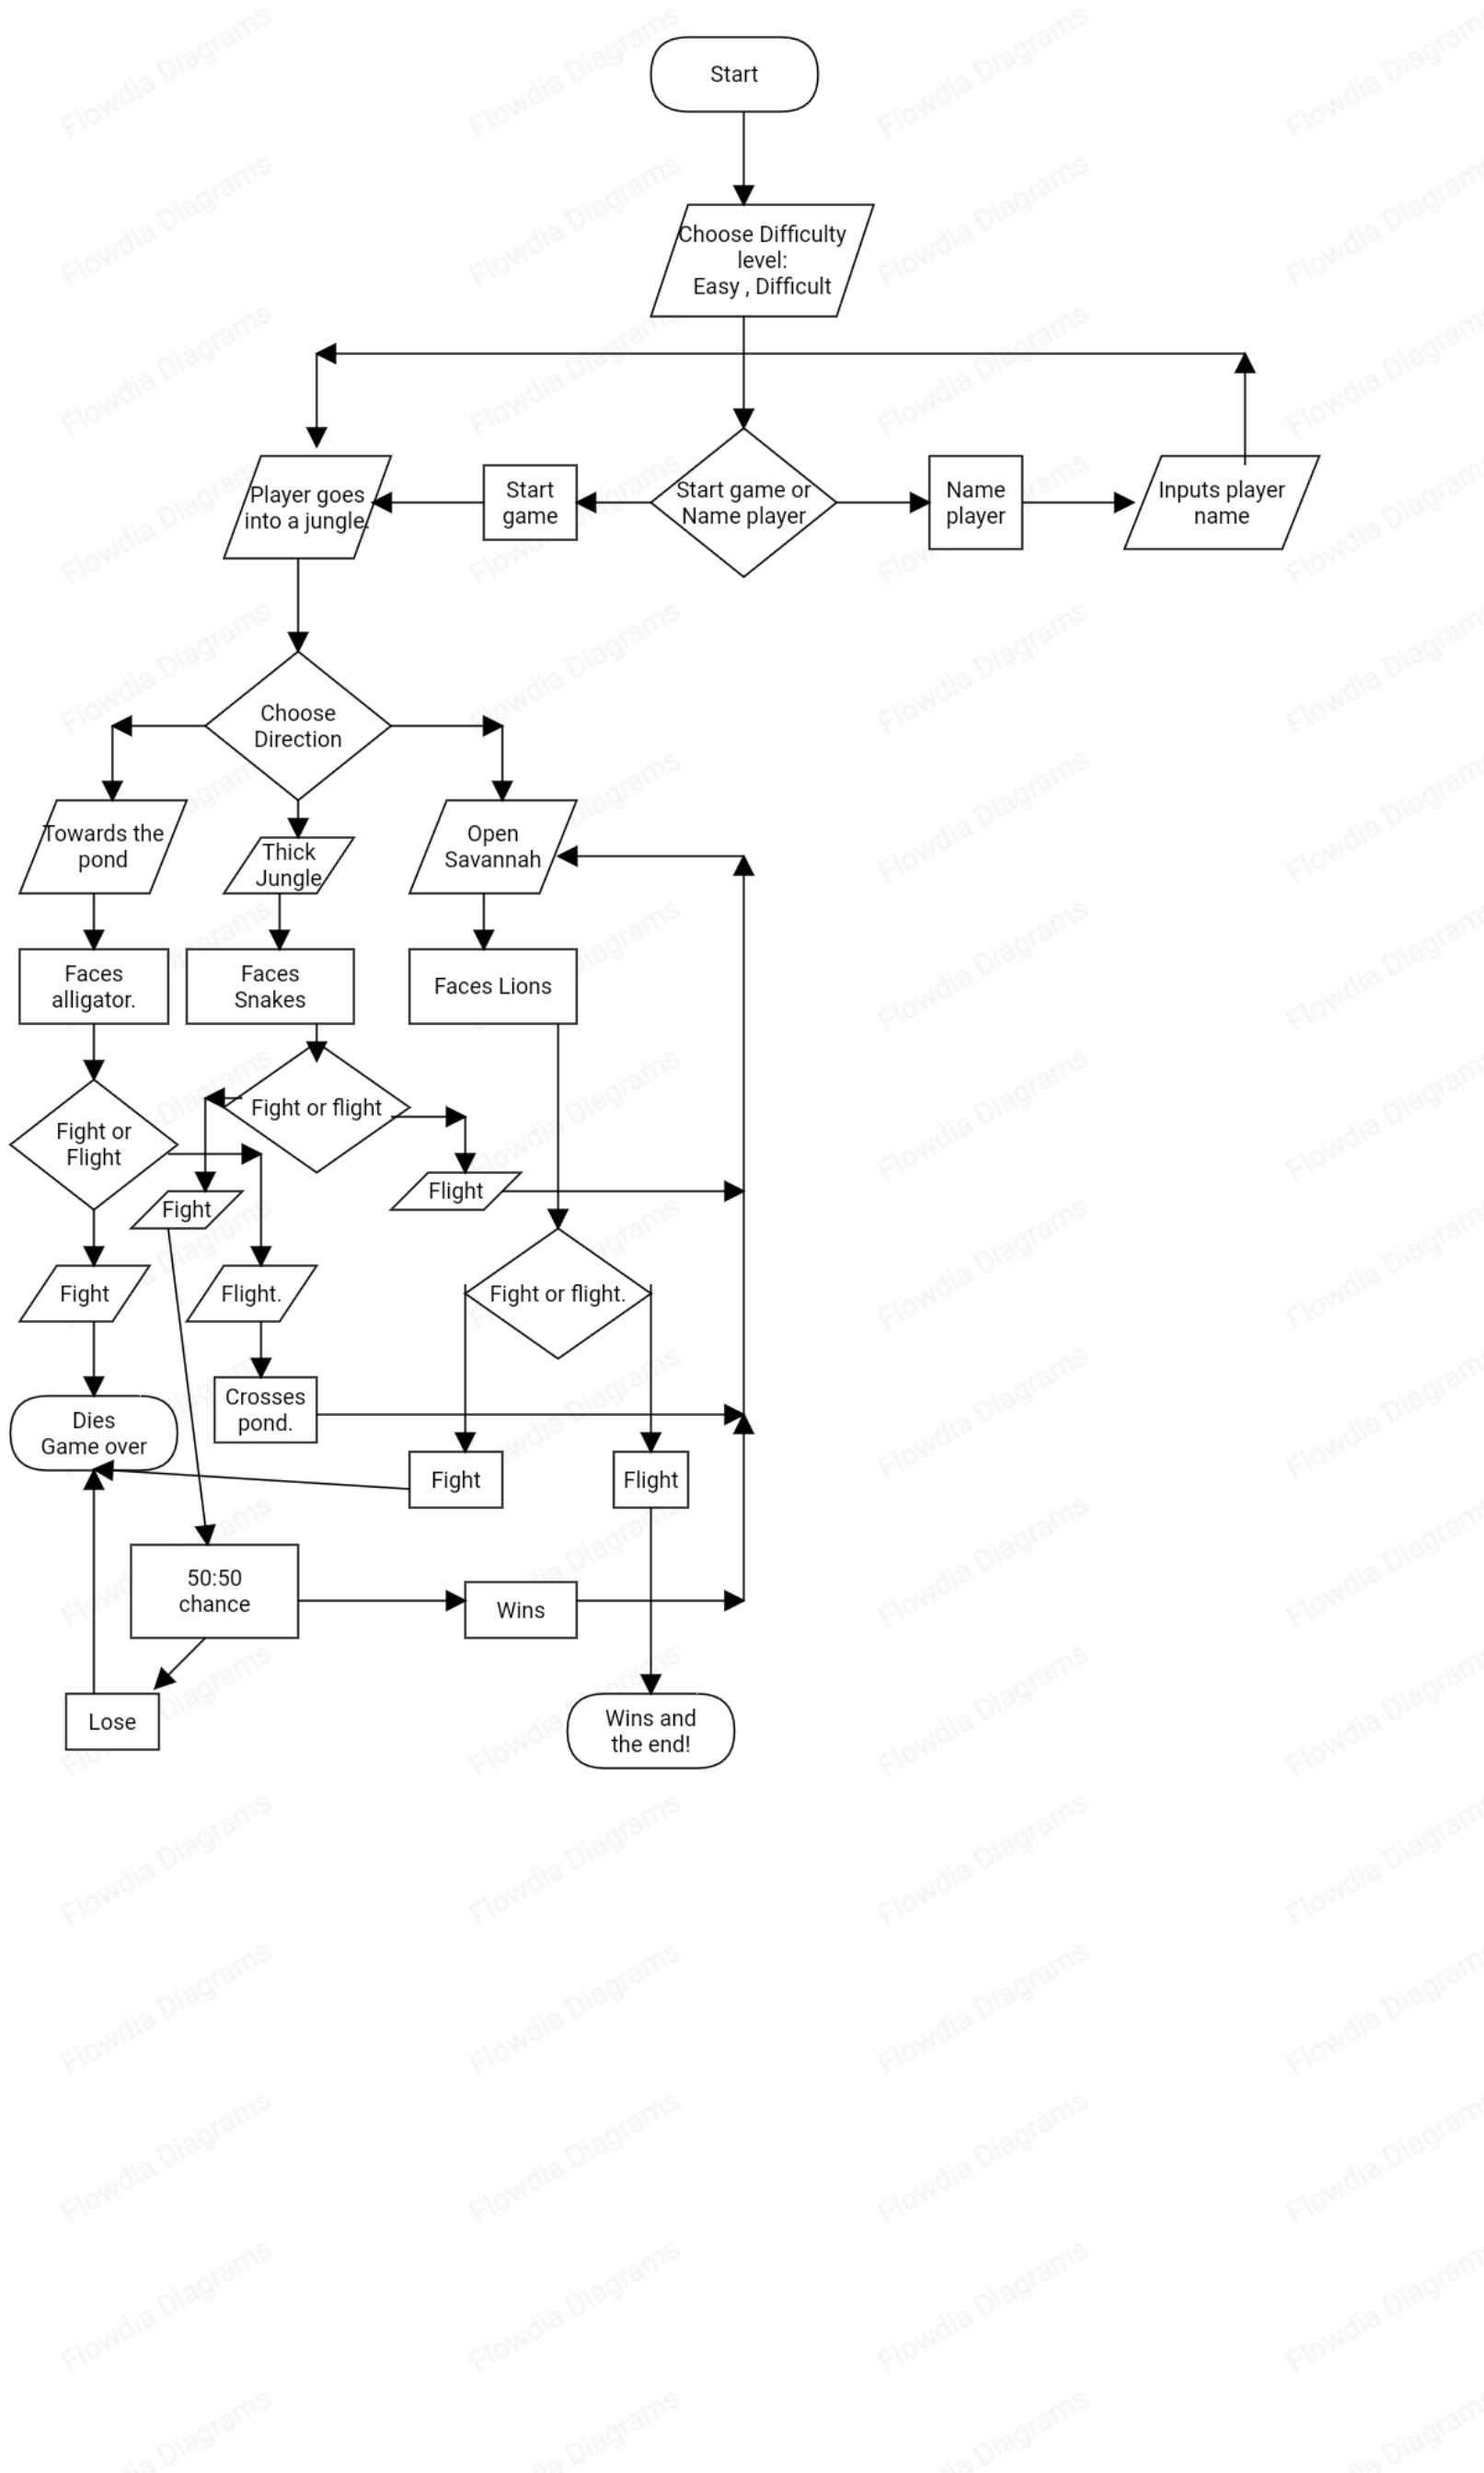 Start
Choose Difficulty
level:
Easy , Difficult
Player goes
into a jungle.
Start
game
Start game or
Name player
Name
player
Inputs player
name
Choose
Direction
Towards the
pond
Thick
Jungle
Open
Savannah
Faces
alligator.
Faces
Snakes
Faces Lions
Fight or
Flight
Fight or flight
Fight
Flight
Fight
Flight.
Fight or flight.
Crosses
pond.
Dies
Game over
Fight
Flight
50:50
chance
Wins
Lose
Wins and
the end!
Flowdia Diagrams